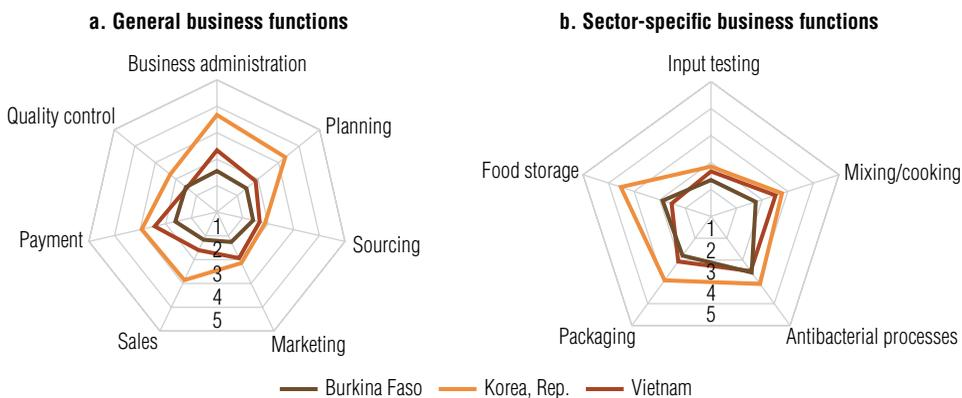 a. General business functions
Business administration
Quality control
Planning
Payment
Sourcing
Sales
Marketing
1
2
3
4
5
b. Sector-specific business functions
Input testing
Food storage
Mixing/cooking
Packaging
Antibacterial processes
1
2
3
4
5
Burkina Faso
Korea, Rep.
Vietnam